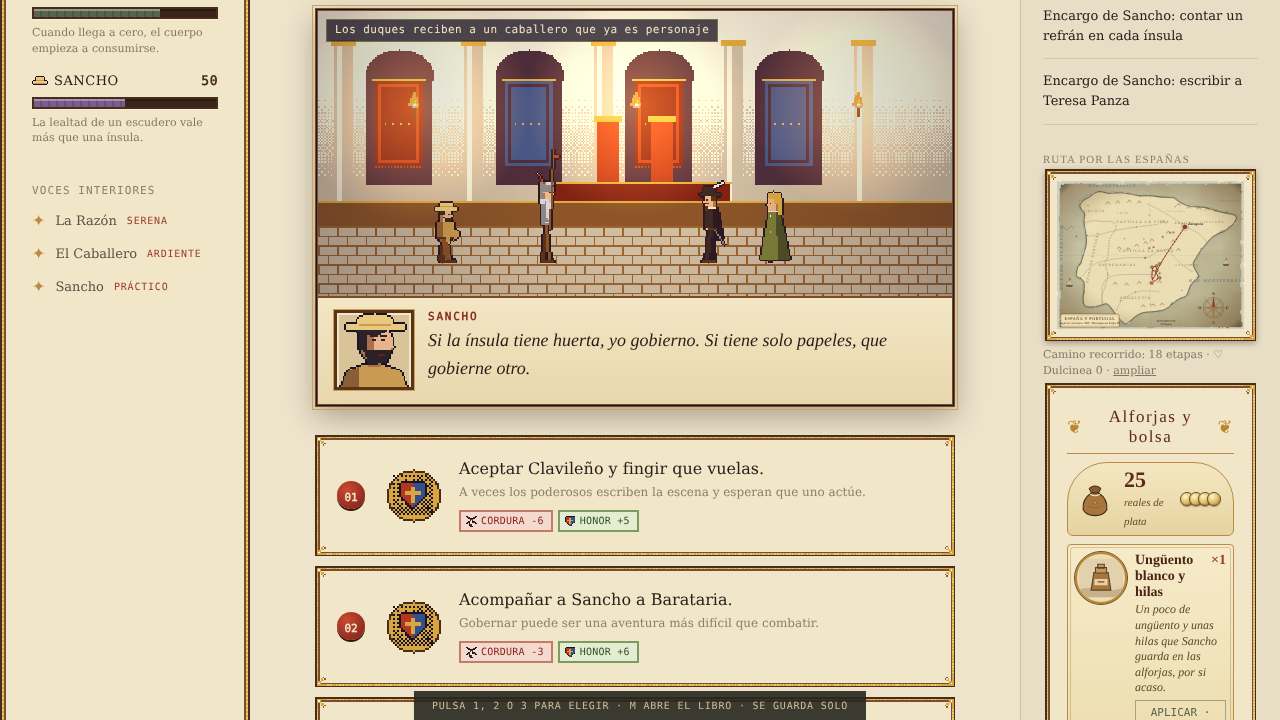 Cuando llega a cero, el cuerpo
empieza a consumirse.
SANCHO 50
La lealtad de un escudero vale
más que una ínsula.
VOCES INTERIORES
La Razón SERENA
El Caballero ARDIENTE
Sancho PRÁCTICO
Los duques reciben a un caballero que ya es personaje
SANCHO
Si la ínsula tiene huerta, yo gobierno. Si tiene solo papeles, que
gobierne otro.
01
Aceptar Clavileño y fingir que vuelas.
A veces los poderosos escriben la escena y esperan que uno actúe.
CORDURA -6 HONOR +5
02
Acompañar a Sancho a Barataria.
Gobernar puede ser una aventura más difícil que combatir.
CORDURA -3 HONOR +6
PULSA 1, 2 O 3 PARA ELEGIR · M ABRE EL LIBRO · SE GUARDA SOLO
Encargo de Sancho: contar un
refrán en cada ínsula
Encargo de Sancho: escribir a
Teresa Panza
RUTA POR LAS ESPAÑAS
Camino recorrido: 18 etapas · ♡
Dulcinea 0 · ampliar
Alforjas y
bolsa
25
reales de
plata
Ungüento ×1
blanco y
hilas
Un poco de
ungüento y unas
hilas que Sancho
guarda en las
alforjas, por si
acaso.
APLICAR ·